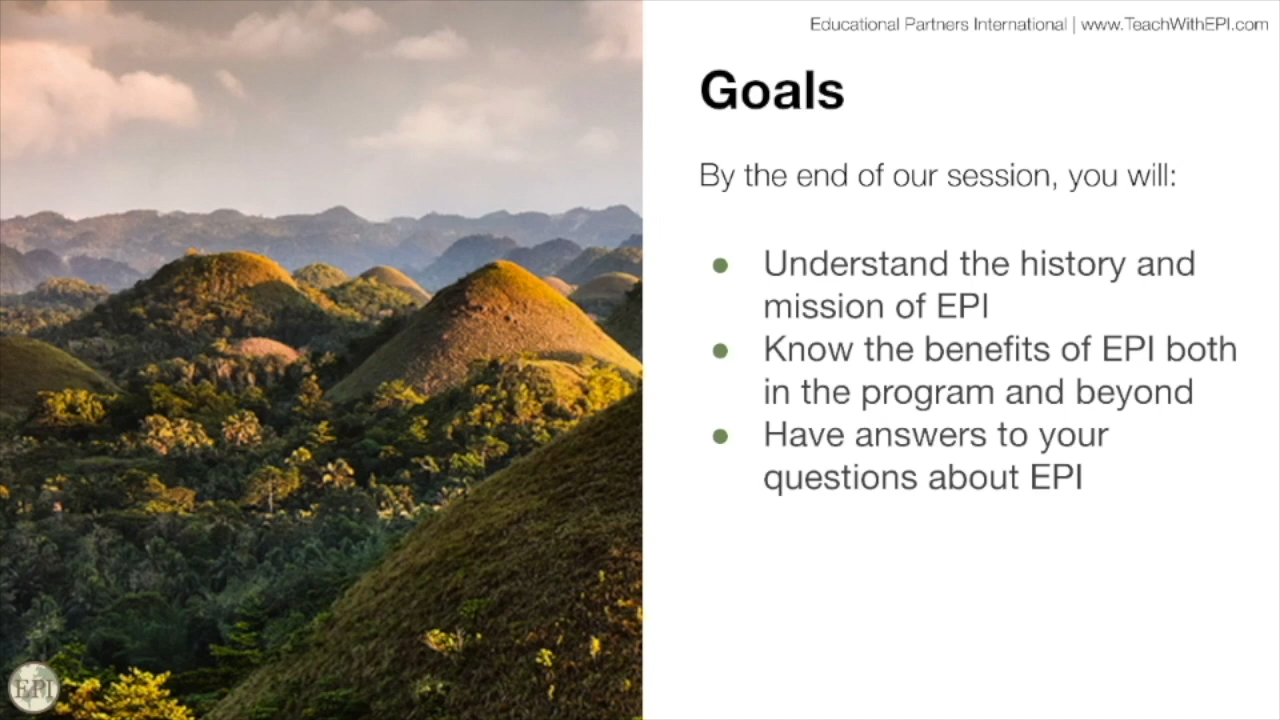 Educational Partners International | www.TeachWithEPI.com
Goals
By the end of our session, you will:
● Understand the history and
mission of EPI
● Know the benefits of EPI both
in the program and beyond
● Have answers to your
questions about EPI
EPI